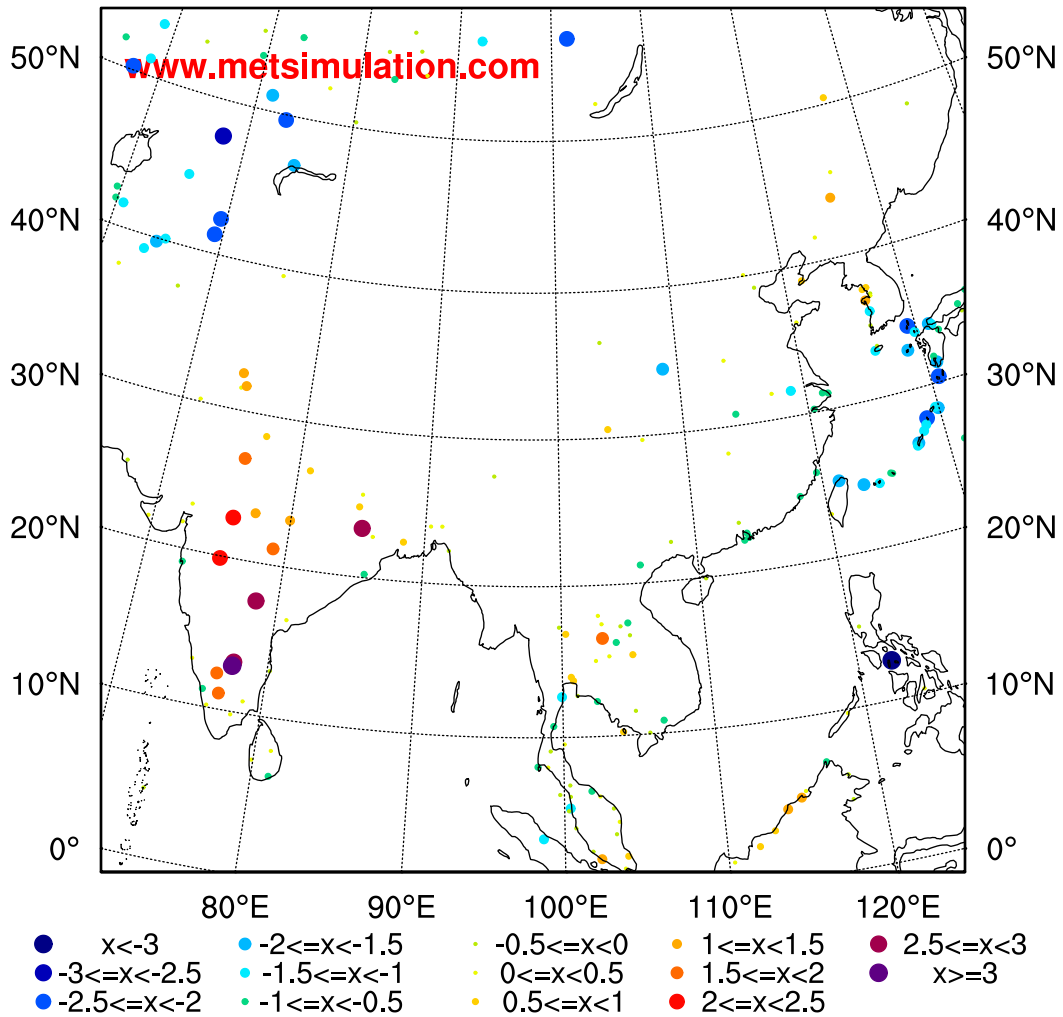 50°N 50°N
www.metsimulation.com
40°N 40°N
30°N 30°N
20°N 20°N
10°N 10°N
0° 0°
80°E 90°E 100°E 110°E 120°E
x<-3 -2<=x<-1.5 -0.5<=x<0 1<=x<1.5 2.5<=x<3
-3<=x<-2.5 -1.5<=x<-1 0<=x<0.5 1.5<=x<2 x>=3
-2.5<=x<-2 -1<=x<-0.5 0.5<=x<1 2<=x<2.5